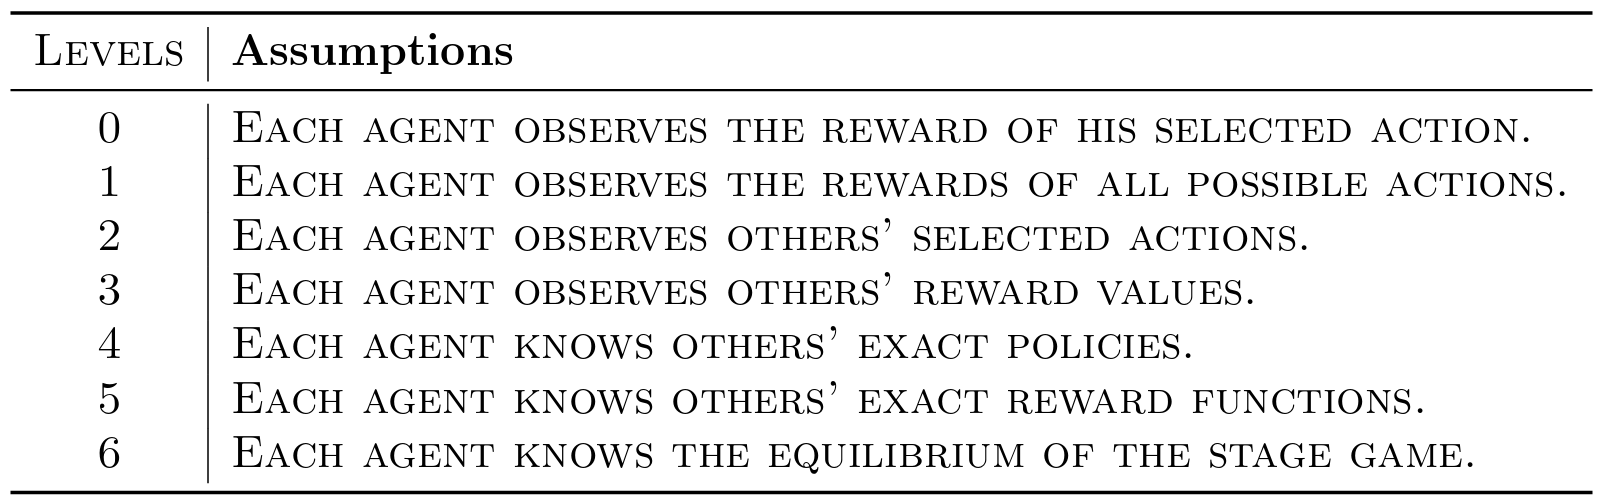 Levels Assumptions
0 Each agent observes the reward of his selected action.
1 Each agent observes the rewards of all possible actions.
2 Each agent observes others’ selected actions.
3 Each agent observes others’ reward values.
4 Each agent knows others’ exact policies.
5 Each agent knows others’ exact reward functions.
6 Each agent knows the equilibrium of the stage game.